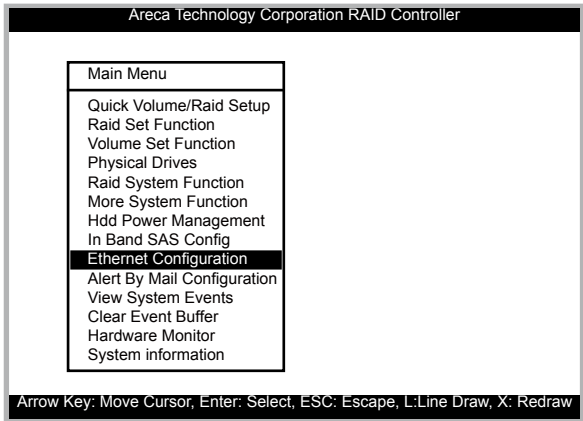 Areca Technology Corporation RAID Controller
Main Menu
Quick Volume/Raid Setup
Raid Set Function
Volume Set Function
Physical Drives
Raid System Function
More System Function
Hdd Power Management
In Band SAS Config
Ethernet Configuration
Alert By Mail Configuration
View System Events
Clear Event Buffer
Hardware Monitor
System information
Arrow Key: Move Cursor, Enter: Select, ESC: Escape, L:Line Draw, X: Redraw